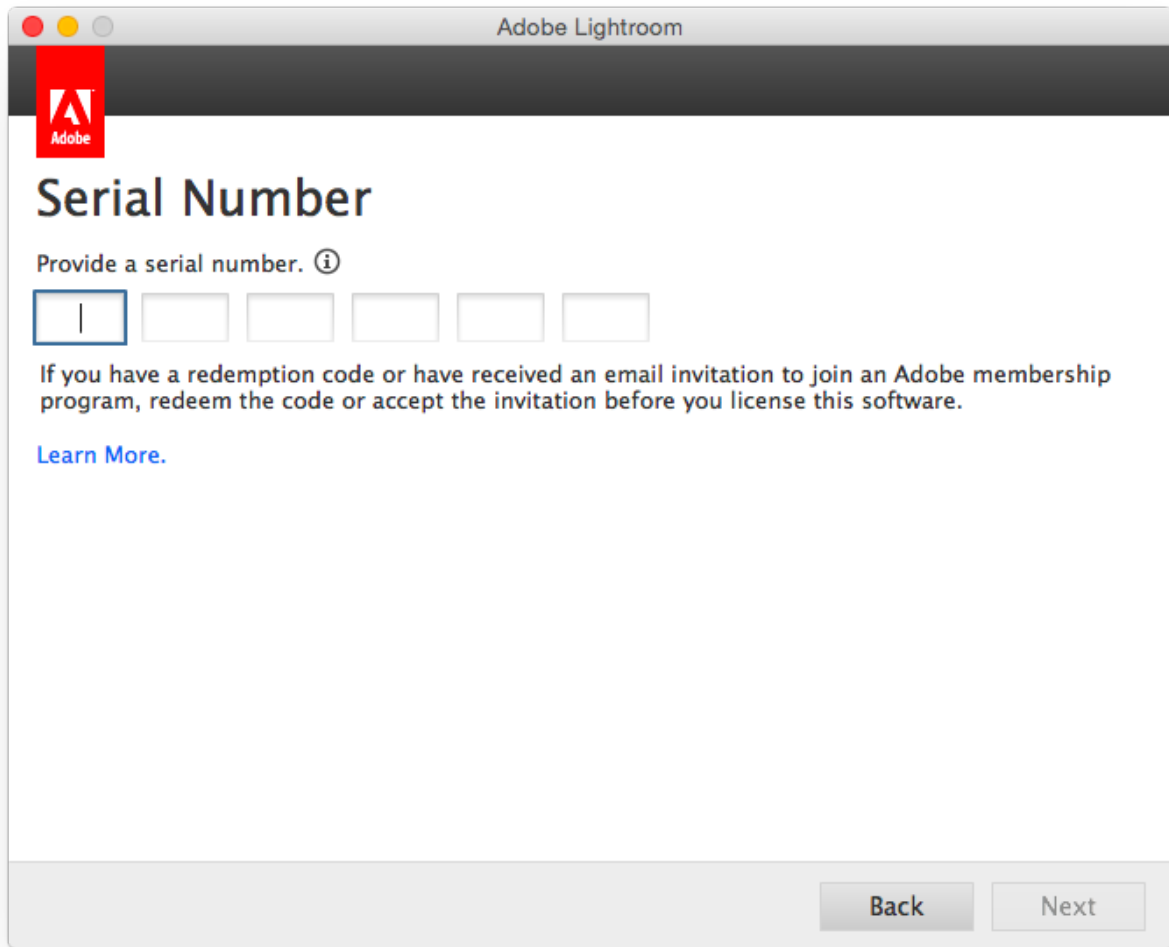 Adobe Lightroom
Adobe
Serial Number
Provide a serial number.
If you have a redemption code or have received an email invitation to join an Adobe membership
program, redeem the code or accept the invitation before you license this software.
Learn More.
Back Next